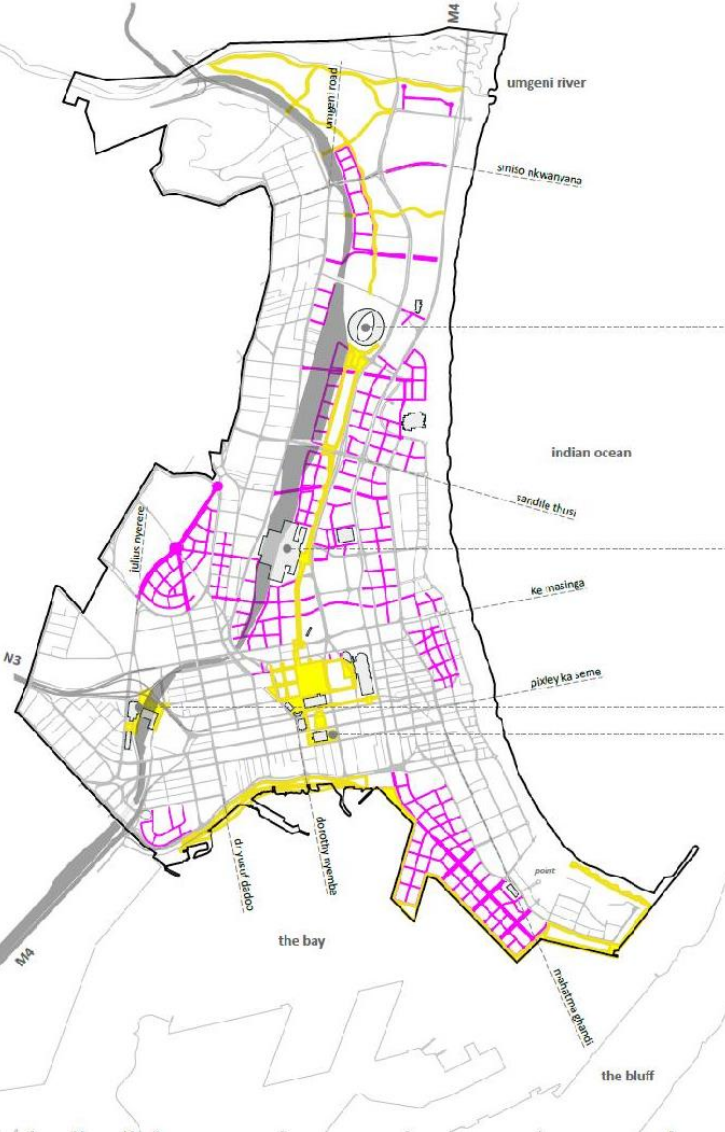 M4
umgeni river
umgeni road
smiso nkwanyana
indian ocean
sandile thusi
julius nyerere
Ke masinga
N3
pixley ka seme
dorothy nyembe
dr yusuf dadoo
point
the bay
M4
mahatma ghandi
the bluff